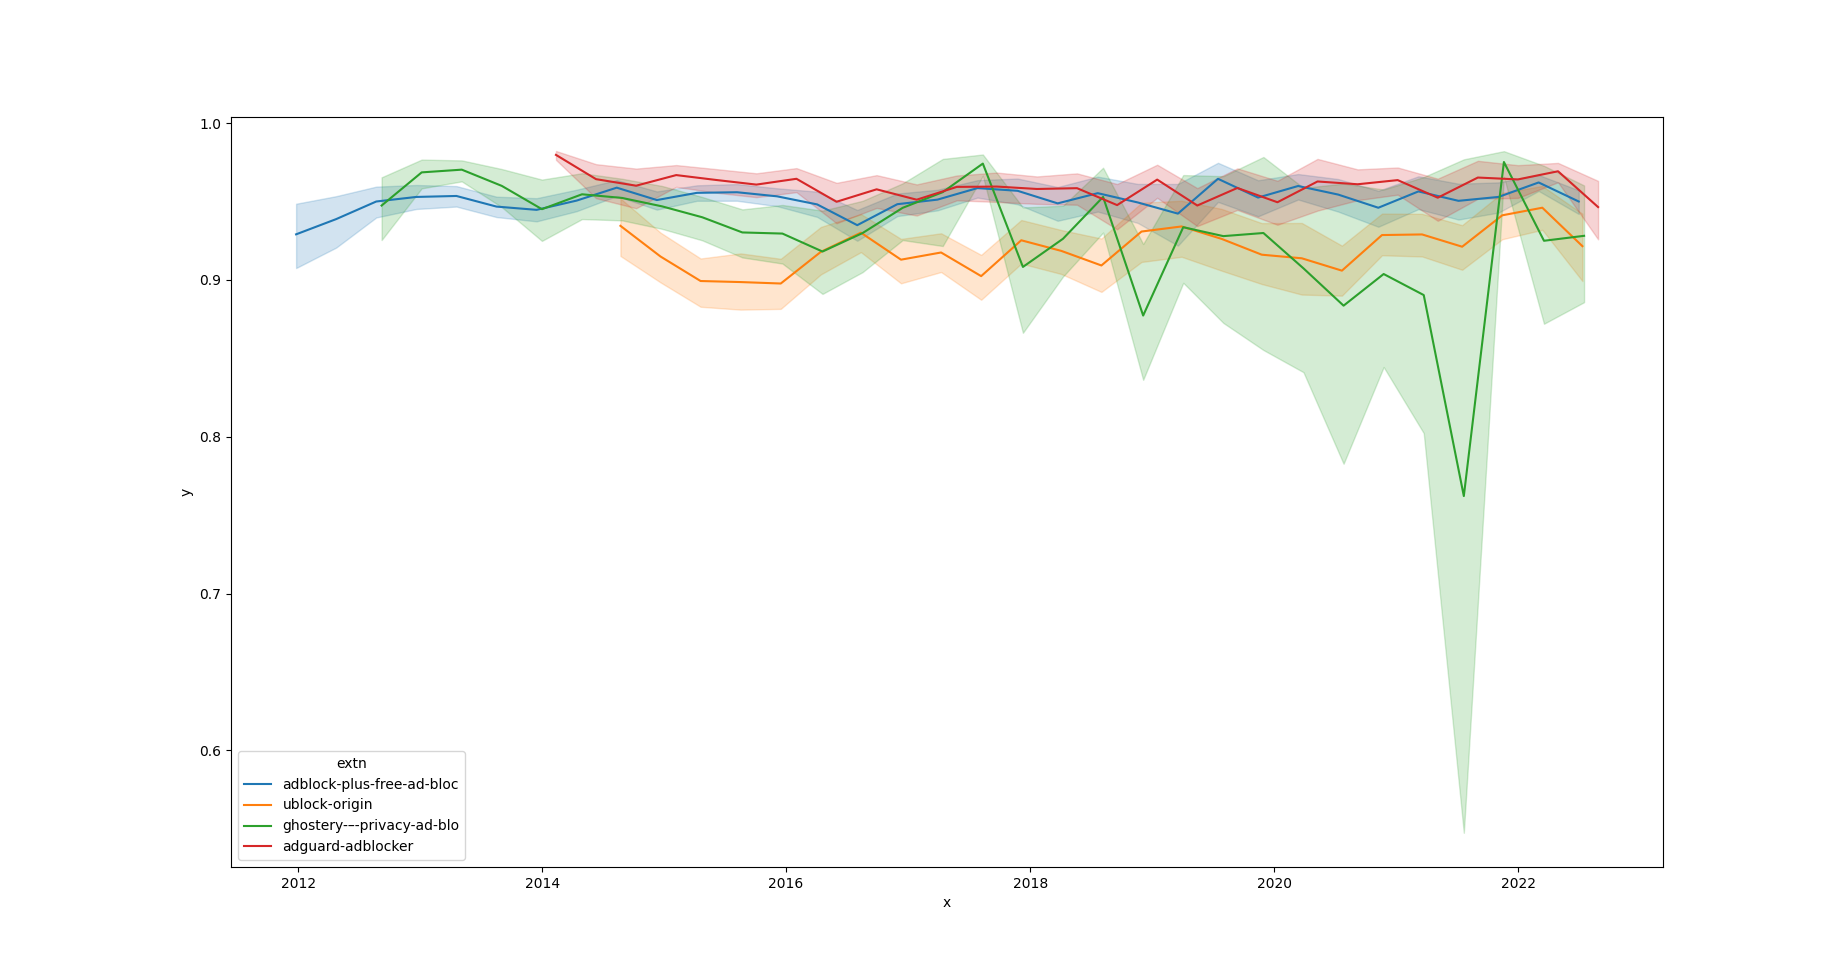 1.0
0.9
0.8
0.7
0.6
y
extn
adblock-plus-free-ad-bloc
ublock-origin
ghostery---privacy-ad-blo
adguard-adblocker
2012 2014 2016 2018 2020 2022
x